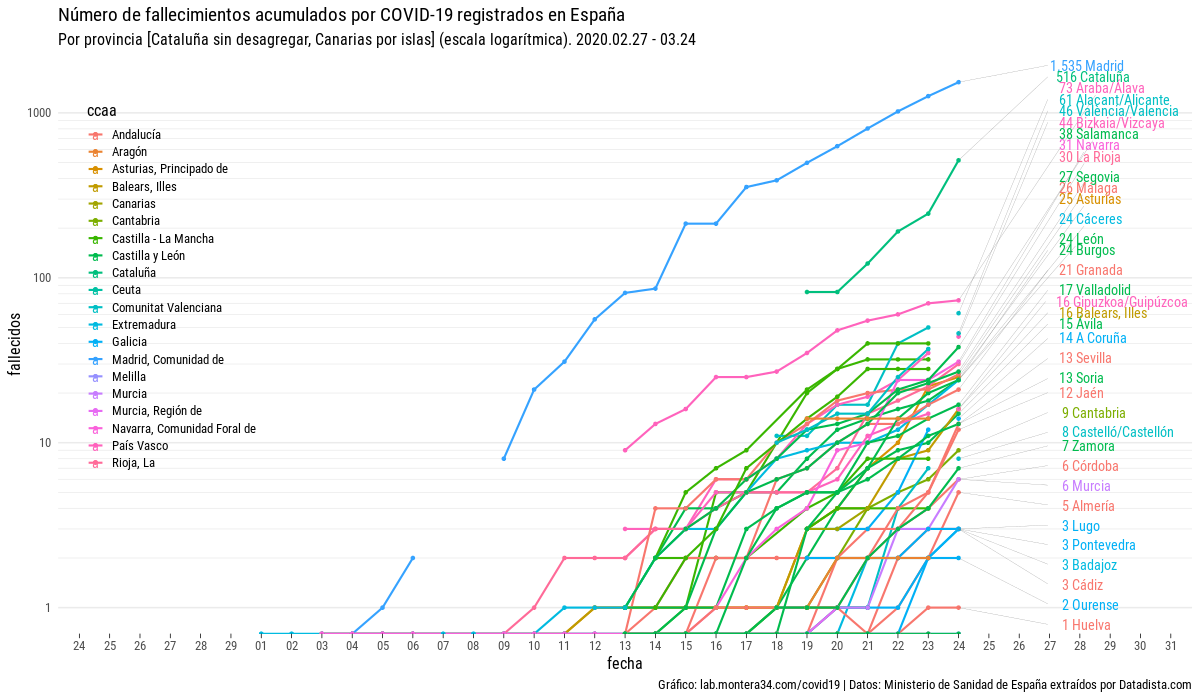 Número de fallecimientos acumulados por COVID-19 registrados en España
Por provincia [Cataluña sin desagregar, Canarias por islas] (escala logarítmica). 2020.02.27 - 03.24
fallecidos
1000
100
10
1
ccaa
Andalucía
Aragón
Asturias, Principado de
Balears, Illes
Canarias
Cantabria
Castilla - La Mancha
Castilla y León
Cataluña
Ceuta
Comunitat Valenciana
Extremadura
Galicia
Madrid, Comunidad de
Melilla
Murcia
Murcia, Región de
Navarra, Comunidad Foral de
País Vasco
Rioja, La
1.535 Madrid
516 Cataluña
73 Araba/Álava
61 Alacant/Alicante
46 València/Valencia
44 Bizkaia/Vizcaya
38 Salamanca
31 Navarra
30 La Rioja
27 Segovia
26 Málaga
25 Asturias
24 Cáceres
24 León
24 Burgos
21 Granada
17 Valladolid
16 Gipuzkoa/Guipúzcoa
16 Balears, Illes
15 Ávila
14 A Coruña
13 Sevilla
13 Soria
12 Jaén
9 Cantabria
8 Castelló/Castellón
7 Zamora
6 Córdoba
6 Murcia
5 Almería
3 Lugo
3 Pontevedra
3 Badajoz
3 Cádiz
2 Ourense
1 Huelva
24 25 26 27 28 29 01 02 03 04 05 06 07 08 09 10 11 12 13 14 15 16 17 18 19 20 21 22 23 24 25 26 27 28 29 30 31
fecha
Gráfico: lab.montera34.com/covid19 | Datos: Ministerio de Sanidad de España extraídos por Datadista.com